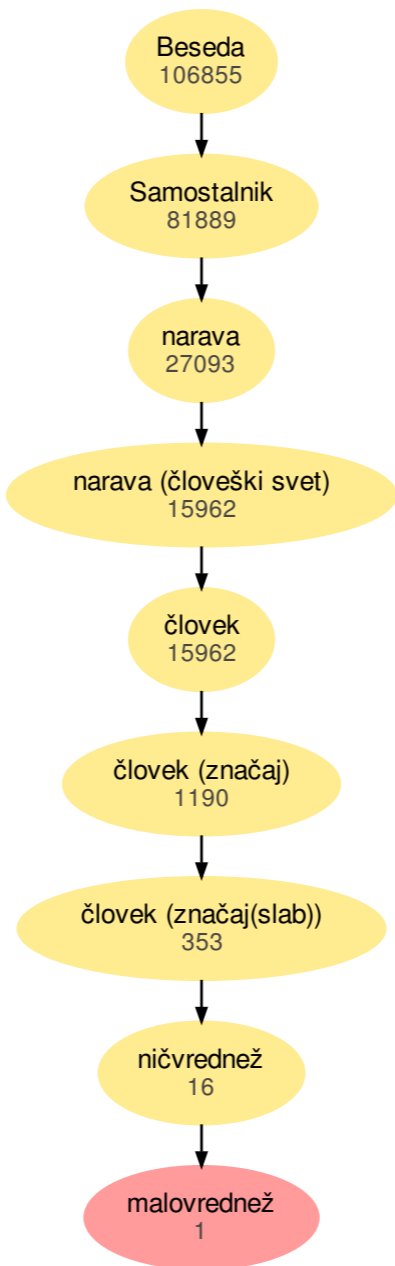 Beseda
106855
Samostalnik
81889
narava
27093
narava (človeški svet)
15962
človek
15962
človek (značaj)
1190
človek (značaj(slab))
353
ničvrednež
16
malovrednež
1